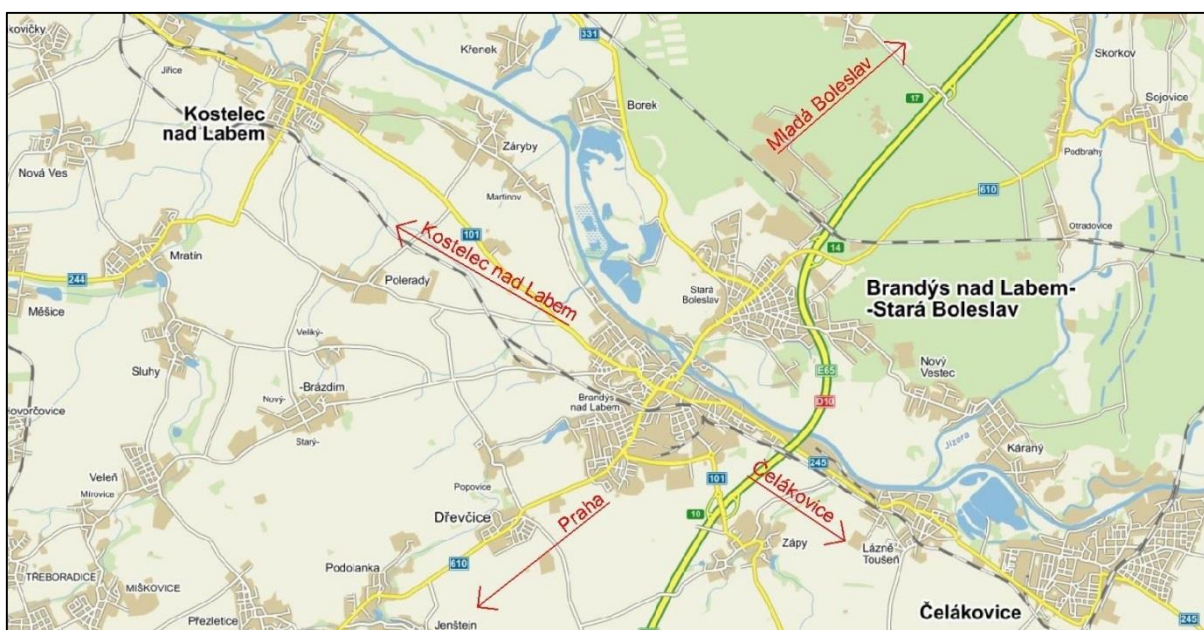 kovičky
Jiřice
Kostelec
nad Labem
Nová Ves
Křenek
331
Borek
Záryby
Martinov
Mladá Boleslav
17
Skorkov
Sojovice
Podbrahy
610
Otradovice
101
Kostelec nad Labem
14
Mratín
244
Měšice
Polerady
Stará
Boleslav
Brandýs nad Labem-
-Stará Boleslav
Veliký-
Sluhy
-Brázdim
Nový-
Starý-
Brandýs
nad Labem
E65
D10
Nový
Vestec
ovorčovice
Jizera
Káraný
Veleň
Mírovice
Popovice
245
101
Čelákovice
Praha
10
Dřevčice
Zápy
Lázně
Toušeň
610
Podolanka
TŘEBORADICE
MIŠKOVICE
Přezletice
Jenštejn
Čelákovice
245